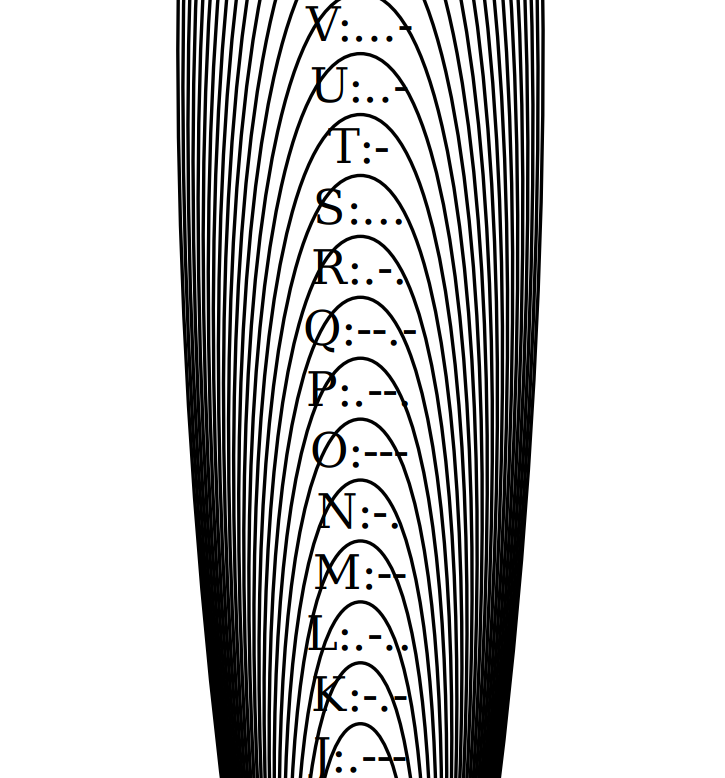 V:...-
U:..-
T:-
S:...
R:.-.
Q:--.-
P:.--.
O:---
N:-.
M:--
L:.-..
K:-.-
J:.---